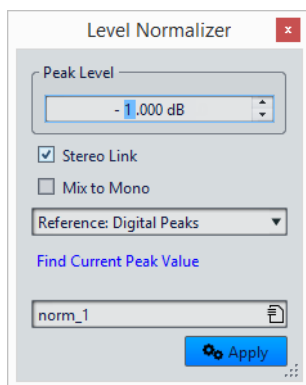 Level Normalizer
x
Peak Level
- 1.000 dB
Stereo Link
Mix to Mono
Reference: Digital Peaks
Find Current Peak Value
norm_1
Apply